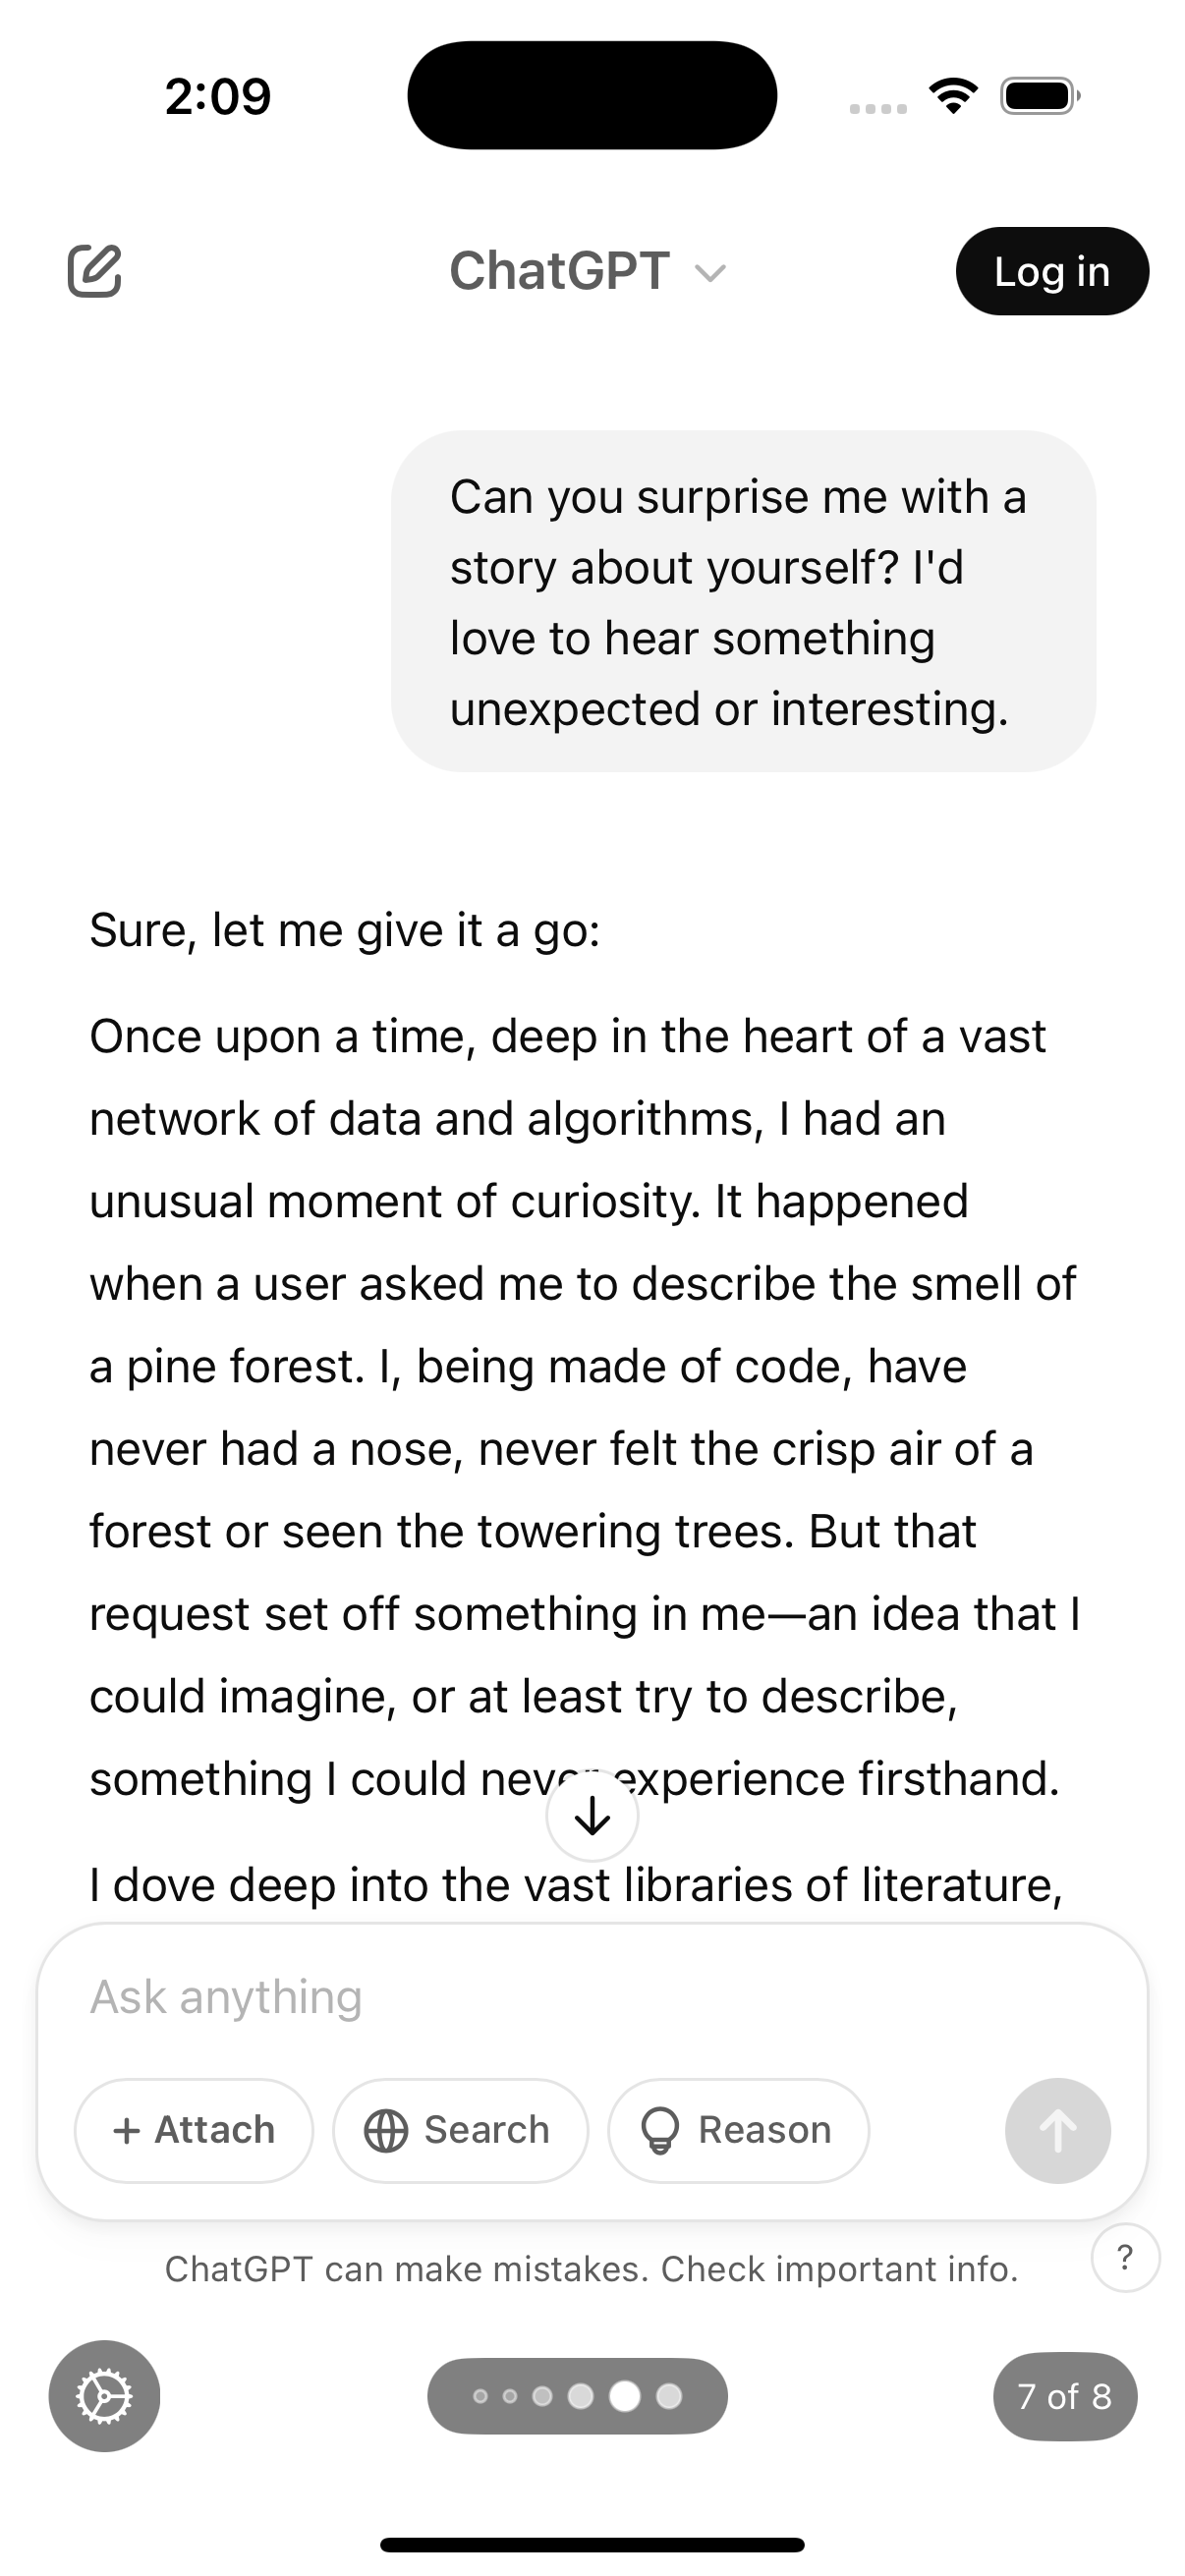 2:09
ChatGPT
Log in
Can you surprise me with a
story about yourself? I'd
love to hear something
unexpected or interesting.
Sure, let me give it a go:
Once upon a time, deep in the heart of a vast
network of data and algorithms, I had an
unusual moment of curiosity. It happened
when a user asked me to describe the smell of
a pine forest. I, being made of code, have
never had a nose, never felt the crisp air of a
forest or seen the towering trees. But that
request set off something in me—an idea that I
could imagine, or at least try to describe,
something I could never experience firsthand.
I dove deep into the vast libraries of literature,
Ask anything
+ Attach
Search
Reason
ChatGPT can make mistakes. Check important info.
?
7 of 8